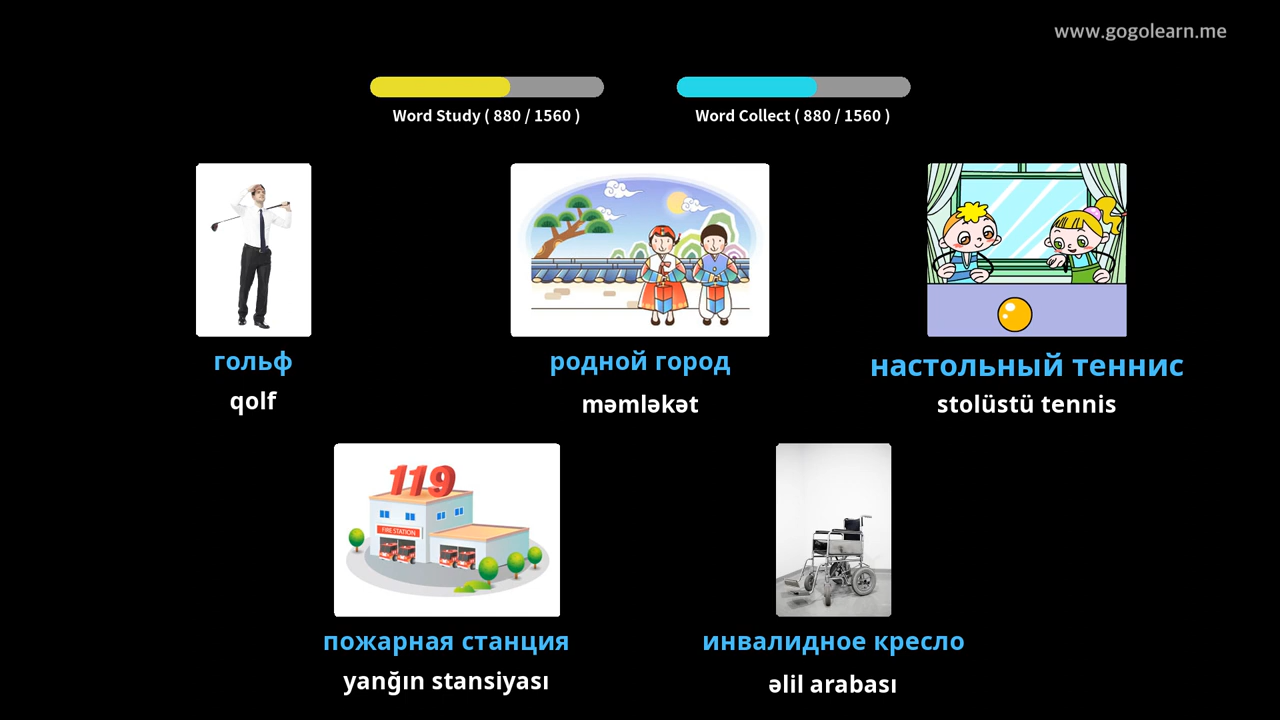 www.gogolearn.me
Word Study ( 880 / 1560 )
Word Collect ( 880 / 1560 )
гольф
родной город
настольный теннис
qolf
məmləkət
stolüstü tennis
119
FIRE STATION
пожарная станция
инвалидное кресло
yanğın stansiyası
əlil arabası